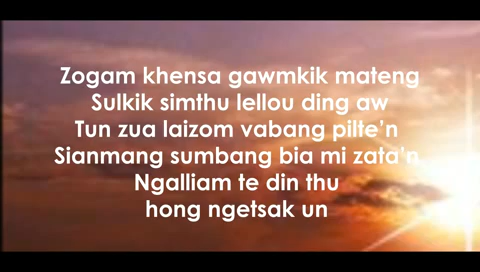 Zogam khensa gawmkik mateng
Sulkik simthu lellou ding aw
Tun zua laizom vabang pilte’n
Sianmang sumbang bia mi zata’n
Ngalliam te din thu
hong ngetsak un